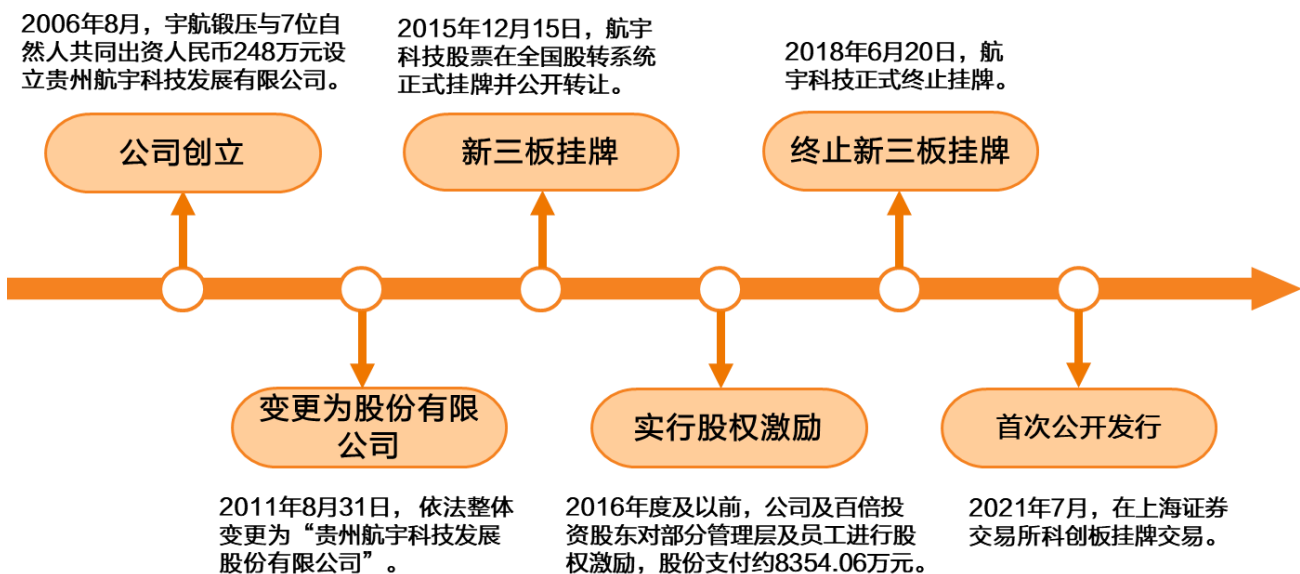 2006年8月，宇航锻压与7位自
然人共同出资人民币248万元设
立贵州航宇科技发展有限公司。
公司创立
2015年12月15日，航宇
科技股票在全国股转系统
正式挂牌并公开转让。
新三板挂牌
2018年6月20日，航
宇科技正式终止挂牌。
终止新三板挂牌
变更为股份有限
公司
2011年8月31日， 依法整体
变更为“贵州航宇科技发展
股份有限公司”。
实行股权激励
2016年度及以前，公司及百倍投
资股东对部分管理层及员工进行股
权激励，股份支付约8354.06万元。
首次公开发行
2021年7月，在上海证券
交易所科创板挂牌交易。